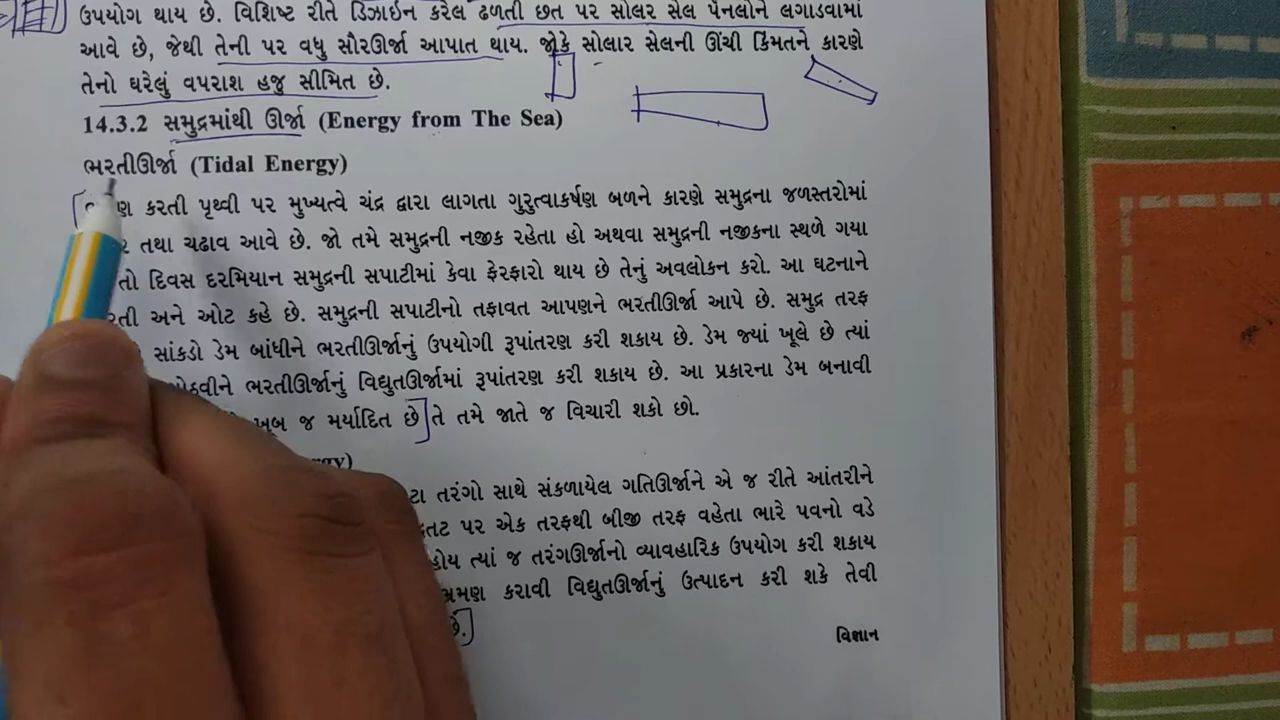 ઉપયોગ થાય છે. વિશિષ્ટ રીતે ડિઝાઇન કરેલ ઢળતી છત પર સોલર સેલ પૅનલોને લગાડવામાં
આવે છે, જેથી તેની પર વધુ સૌરઊર્જા આપાત થાય. જોકે સોલાર સેલની ઊંચી કિંમતને કારણે
તેનો ઘરેલું વપરાશ હજુ સીમિત છે.
14.3.2 સમુદ્રમાંથી ઊર્જા (Energy from The Sea)
ભરતીઊર્જા (Tidal Energy)
કરતી પૃથ્વી પર મુખ્યત્વે ચંદ્ર દ્વારા લાગતા ગુરુત્વાકર્ષણ બળને કારણે સમુદ્રના જળસ્તરોમાં
તથા ચઢાવ આવે છે. જો તમે સમુદ્રની નજીક રહેતા હો અથવા સમુદ્રની નજીકના સ્થળે ગયા
તો દિવસ દરમિયાન સમુદ્રની સપાટીમાં કેવા ફેરફારો થાય છે તેનું અવલોકન કરો. આ ઘટનાને
અને ઓટ કહે છે. સમુદ્રની સપાટીનો તફાવત આપણને ભરતીઊર્જા આપે છે. સમુદ્ર તરફ
સાંકડો ડેમ બાંધીને ભરતીઊર્જાનું ઉપયોગી રૂપાંતરણ કરી શકાય છે. ડેમ જ્યાં ખૂલે છે ત્યાં
ભરતીઊર્જાનું વિદ્યુતઊર્જામાં રૂપાંતરણ કરી શકાય છે. આ પ્રકારના ડેમ બનાવી
ખૂબ જ મર્યાદિત છે તે તમે જાતે જ વિચારી શકો છો.
તરંગો સાથે સંકળાયેલ ગતિઊર્જાને એ જ રીતે આંતરીને
પર એક તરફથી બીજી તરફ વહેતા ભારે પવનો વડે
હોય ત્યાં જ તરંગઊર્જાનો વ્યાવહારિક ઉપયોગ કરી શકાય
કરાવી વિદ્યુતઊર્જાનું ઉત્પાદન કરી શકે તેવી
છે.
વિજ્ઞાન